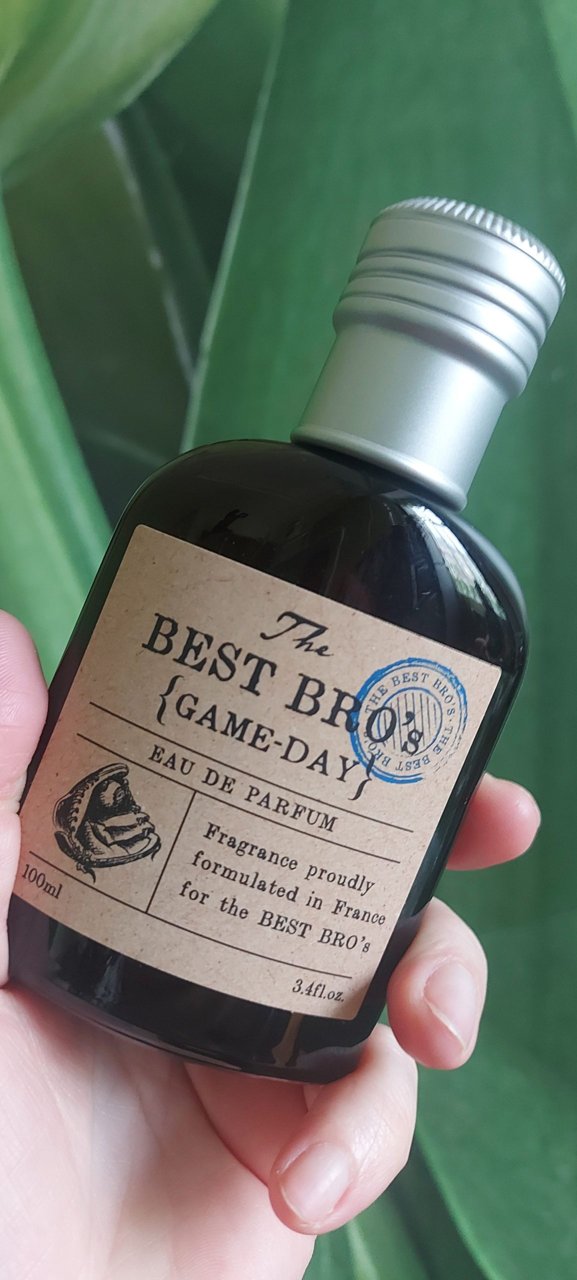 The
BEST BRO's
{GAME-DAY}
THE BEST BRO'S · THE BEST BRO'S ·
EAU DE PARFUM
Fragrance proudly
formulated in France
for the BEST BRO's
100ml
3.4fl.oz.